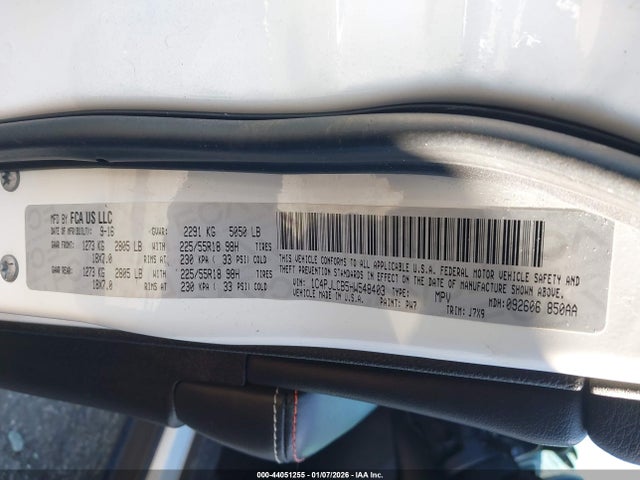 MFD BY FCA US LLC
DATE OF MFR(BUILT): 9-16 GVWR: 2291 KG 5050 LB
GAWR FRONT: 1273 KG 2805 LB WITH 225/55R18 98H TIRES
18X7.0 RIMS AT 230 KPA ( 33 PSI COLD
GAWR REAR: 1273 KG 2805 LB WITH 225/55R18 98H TIRES
18X7.0 RIMS AT 230 KPA ( 33 PSI COLD
THIS VEHICLE CONFORMS TO ALL APPLICABLE U.S.A. FEDERAL MOTOR VEHICLE SAFETY AND
THEFT PREVENTION STANDARDS IN EFFECT ON THE DATE OF MANUFACTURE SHOWN ABOVE.
VIN: TYPE: MPV MDH: 092606 850AA
MADE IN U.S.A. PAINT: PW7 TRIM: J7X9
000-44051255 - 01/07/2026 - IAA Inc.